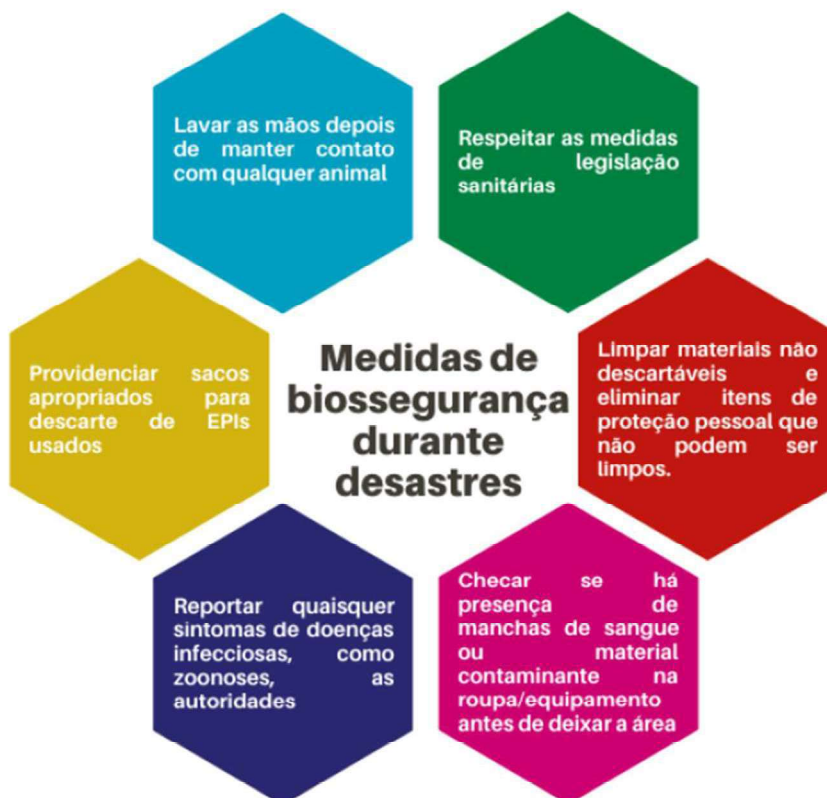 Lavar as mãos depois
de manter contato
com qualquer animal
Respeitar as medidas
de legislação
sanitárias
Providenciar sacos
apropriados para
descarte de EPIs
usados
Medidas de
biossegurança
durante
desastres
Limpar materiais não
descartáveis e
eliminar itens de
proteção pessoal que
não podem ser
limpos.
Reportar quaisquer
sintomas de doenças
infecciosas, como
zoonoses, as
autoridades
Checar se há
presença de
manchas de sangue
ou material
contaminante na
roupa/equipamento
antes de deixar a área